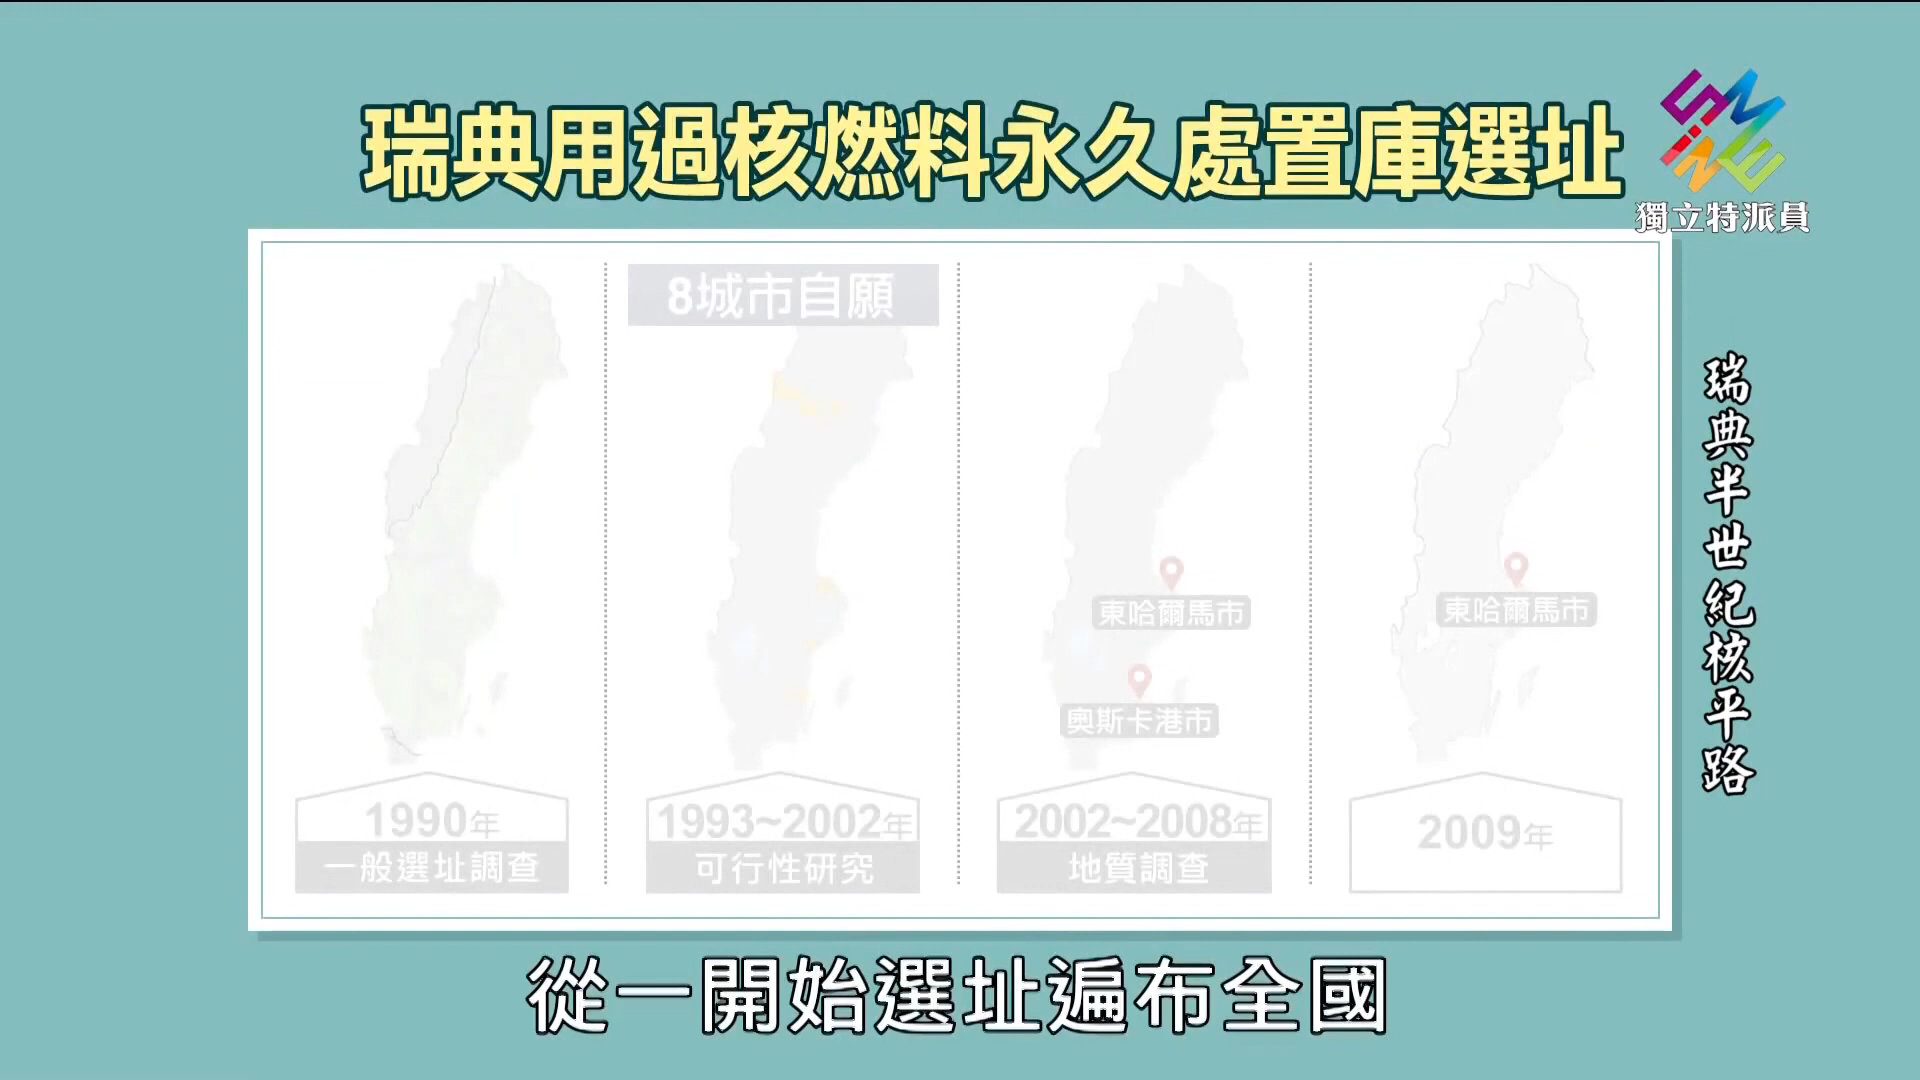 瑞典用過核燃料永久處置庫選址
SiNNE
獨立特派員
8城市自願
東哈爾馬市
奧斯卡港市
東哈爾馬市
1990年
一般選址調查
1993~2002年
可行性研究
2002~2008年
地質調查
2009年
瑞典半世紀核平路
從一開始選址遍布全國